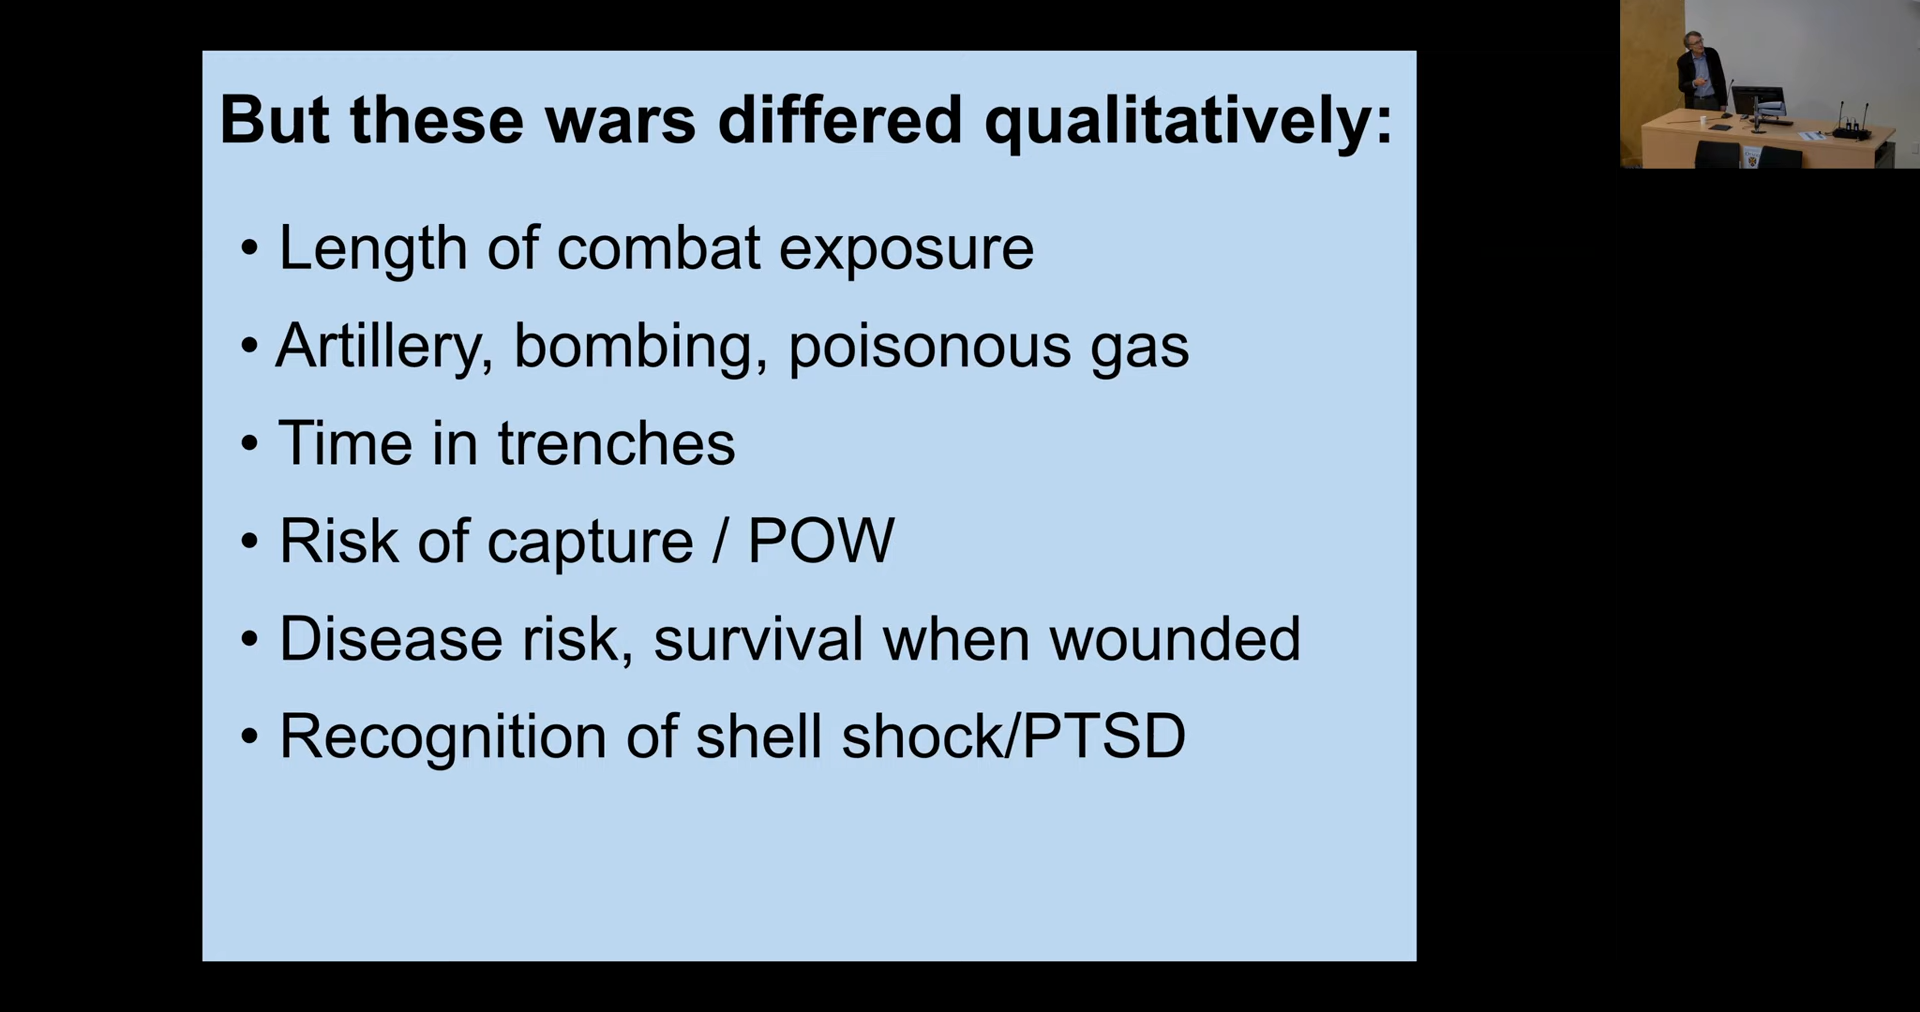 But these wars differed qualitatively:
• Length of combat exposure
• Artillery, bombing, poisonous gas
• Time in trenches
• Risk of capture / POW
• Disease risk, survival when wounded
• Recognition of shell shock/PTSD